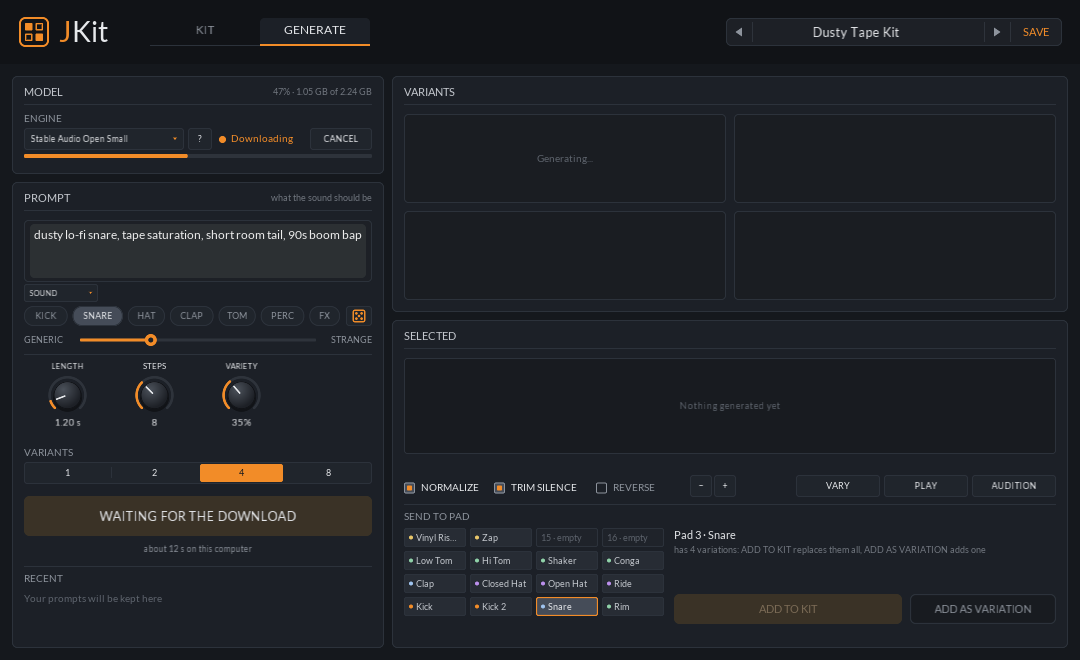 JKit
KIT
GENERATE
Dusty Tape Kit
SAVE
MODEL
47% · 1.05 GB of 2.24 GB
ENGINE
Stable Audio Open Small
?
Downloading
CANCEL
PROMPT
what the sound should be
dusty lo-fi snare, tape saturation, short room tail, 90s boom bap
SOUND
KICK
SNARE
HAT
CLAP
TOM
PERC
FX
GENERIC
STRANGE
LENGTH
STEPS
VARIETY
1.20 s
8
35%
VARIANTS
1
2
4
8
WAITING FOR THE DOWNLOAD
about 12 s on this computer
RECENT
Your prompts will be kept here
VARIANTS
Generating...
SELECTED
Nothing generated yet
NORMALIZE
TRIM SILENCE
REVERSE
-
+
VARY
PLAY
AUDITION
SEND TO PAD
Vinyl Ris...
Zap
15 · empty
16 · empty
Low Tom
Hi Tom
Shaker
Conga
Clap
Closed Hat
Open Hat
Ride
Kick
Kick 2
Snare
Rim
Pad 3 · Snare
has 4 variations: ADD TO KIT replaces them all, ADD AS VARIATION adds one
ADD TO KIT
ADD AS VARIATION